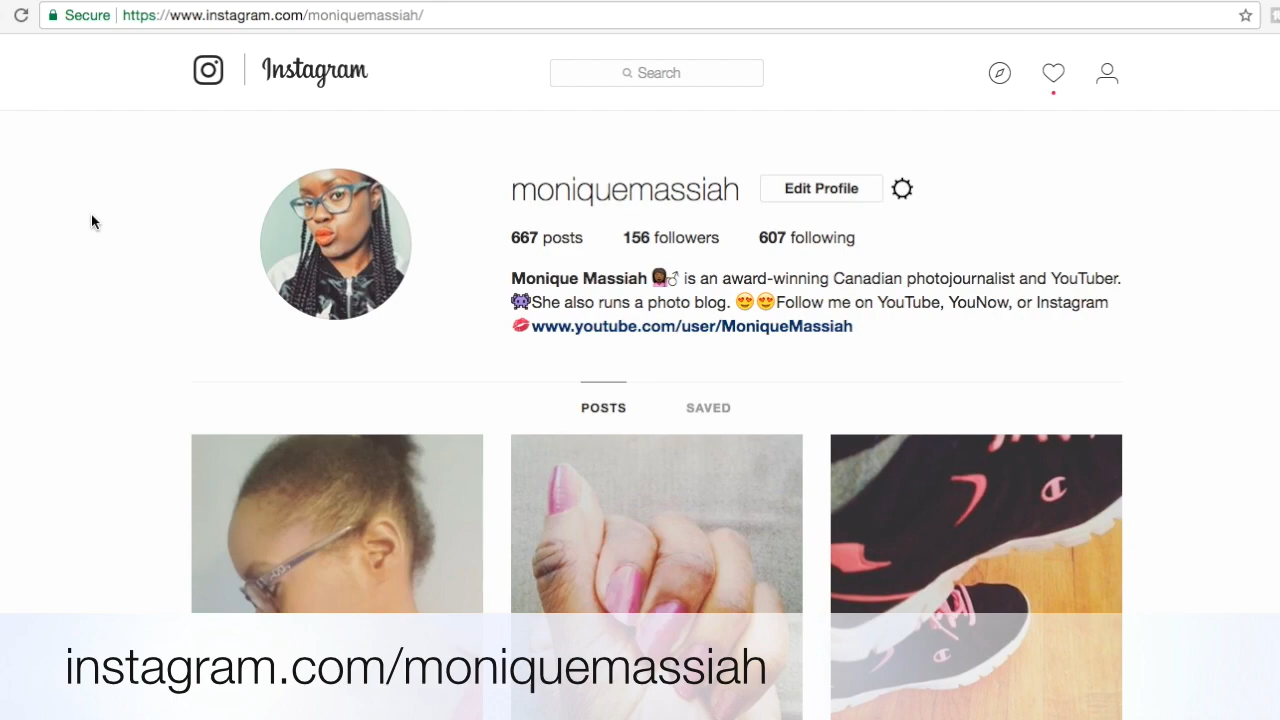 Secure https://www.instagram.com/moniquemassiah/
Instagram Search
moniquemassiah Edit Profile
667 posts 156 followers 607 following
Monique Massiah 💁🏾‍♂ is an award-winning Canadian photojournalist and YouTuber.
👾She also runs a photo blog. 😍😍Follow me on YouTube, YouNow, or Instagram
💋www.youtube.com/user/MoniqueMassiah
POSTS SAVED
instagram.com/moniquemassiah